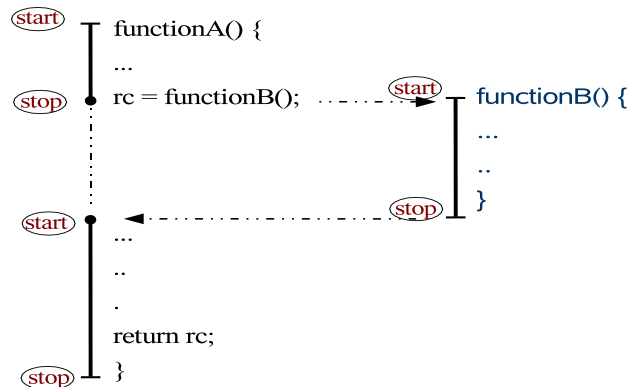 start
functionA() {
...
stop
rc = functionB();
start
functionB() {
...
..
}
stop
start
...
..
.
return rc;
}
stop